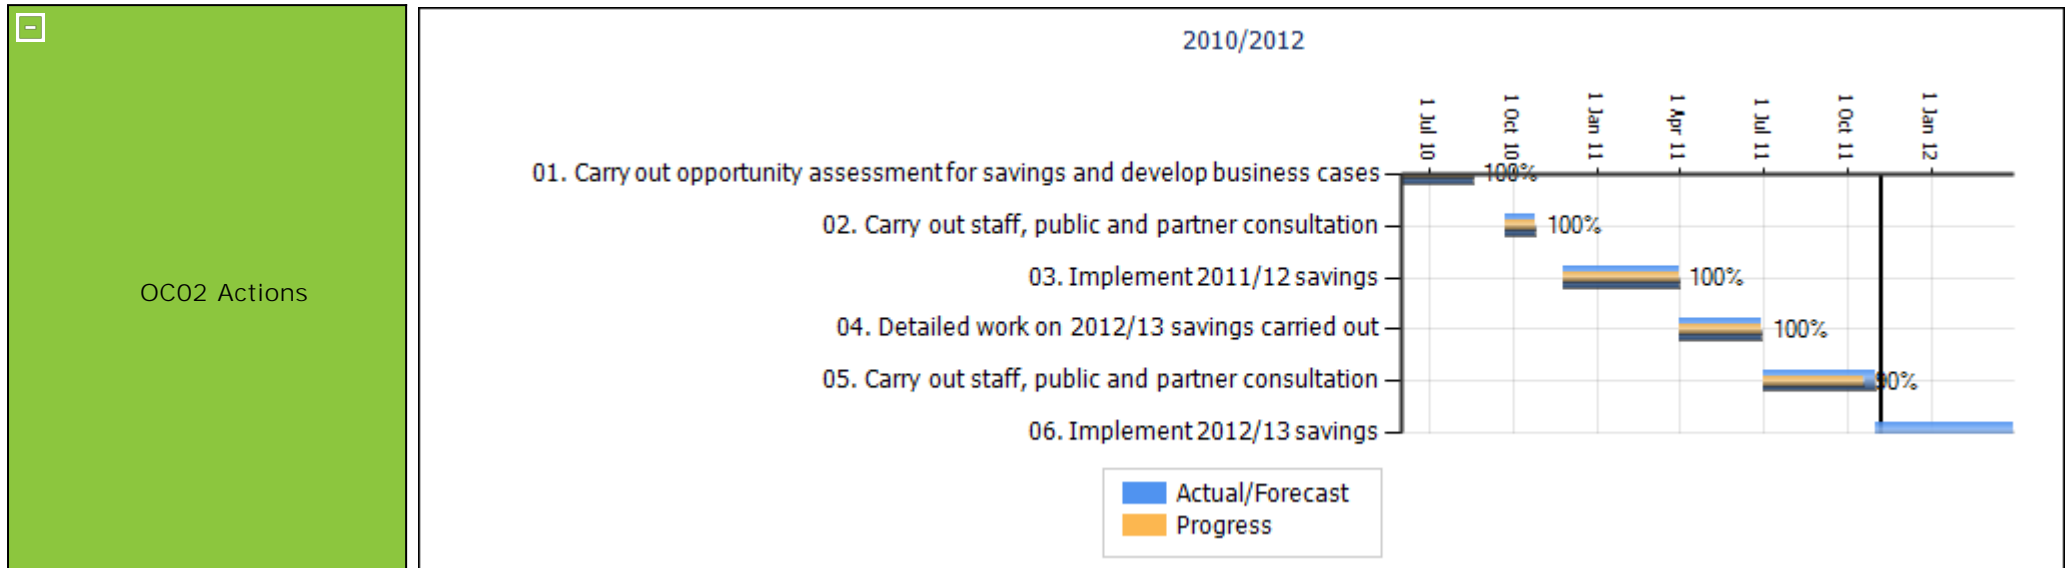 -
OC02 Actions
2010/2012
1 Jul 10
1 Oct 10
1 Jan 11
1 Apr 11
1 Jul 11
1 Oct 11
1 Jan 12
01. Carry out opportunity assessment for savings and develop business cases
100%
02. Carry out staff, public and partner consultation
100%
03. Implement 2011/12 savings
100%
04. Detailed work on 2012/13 savings carried out
100%
05. Carry out staff, public and partner consultation
90%
06. Implement 2012/13 savings
Actual/Forecast
Progress